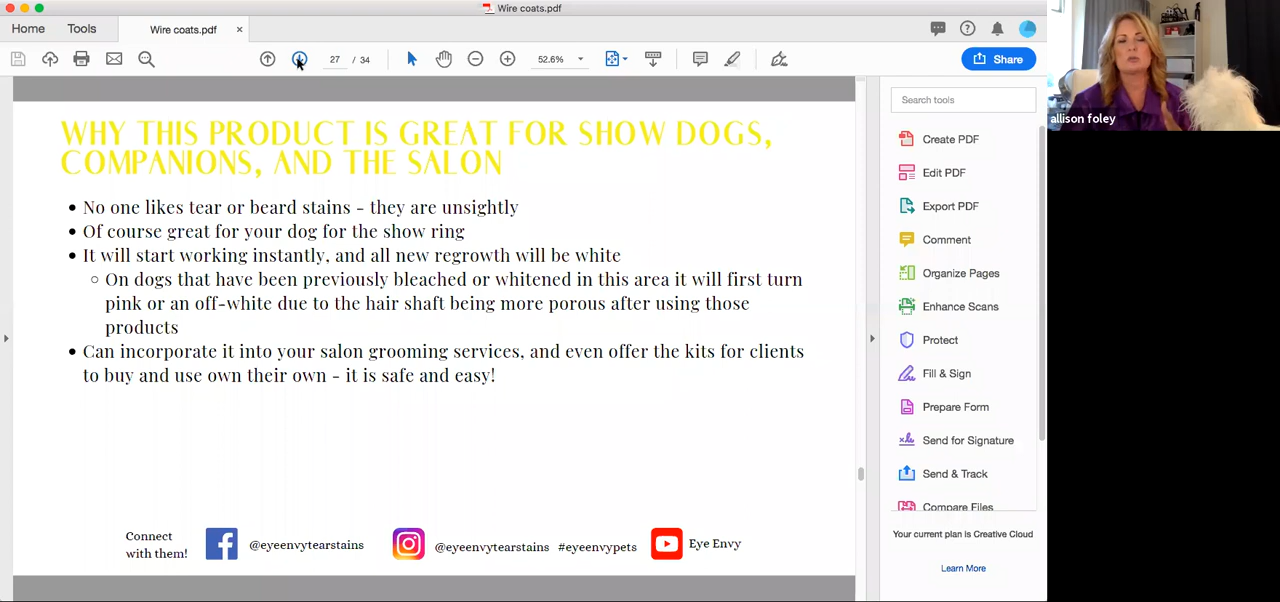 Wire coats.pdf
Home
Tools
Wire coats.pdf
27 / 34
52.6%
Share
WHY THIS PRODUCT IS GREAT FOR SHOW DOGS,
COMPANIONS, AND THE SALON
• No one likes tear or beard stains - they are unsightly
• Of course great for your dog for the show ring
• It will start working instantly, and all new regrowth will be white
○ On dogs that have been previously bleached or whitened in this area it will first turn
pink or an off-white due to the hair shaft being more porous after using those
products
• Can incorporate it into your salon grooming services, and even offer the kits for clients
to buy and use own their own - it is safe and easy!
Connect
with them!
@eyeenvytearstains
@eyeenvytearstains #eyeenvypets
Eye Envy
Search tools
Create PDF
Edit PDF
Export PDF
Comment
Organize Pages
Enhance Scans
Protect
Fill & Sign
Prepare Form
Send for Signature
Send & Track
Compare Files
Your current plan is Creative Cloud
Learn More
allison foley